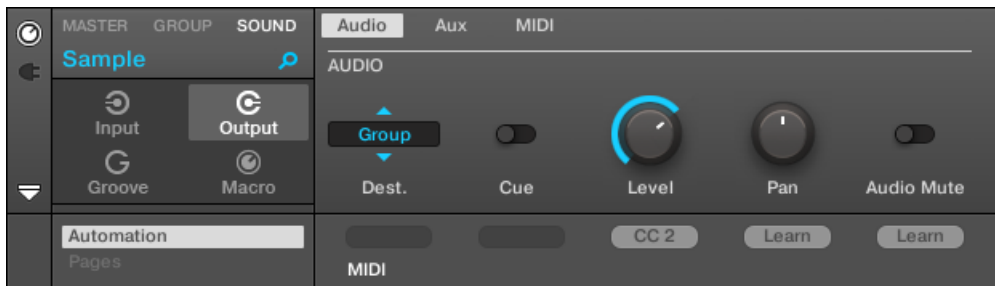 MASTER GROUP SOUND
Sample
Input Output
Groove Macro
Automation
Pages
Audio Aux MIDI
AUDIO
Group
Dest. Cue Level Pan Audio Mute
CC 2 Learn Learn
MIDI